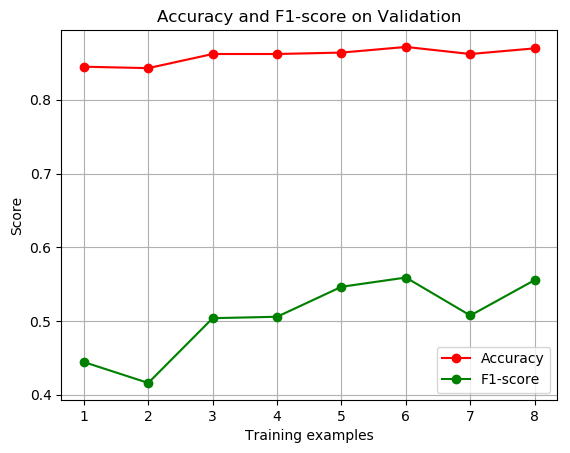 Accuracy and F1-score on Validation
Score
0.8
0.7
0.6
0.5
0.4
1 2 3 4 5 6 7 8
Training examples
Accuracy
F1-score